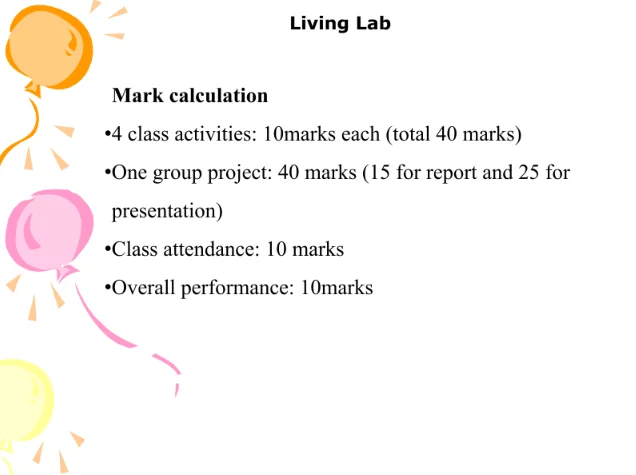 Living Lab
Mark calculation
•4 class activities: 10marks each (total 40 marks)
•One group project: 40 marks (15 for report and 25 for
presentation)
•Class attendance: 10 marks
•Overall performance: 10marks